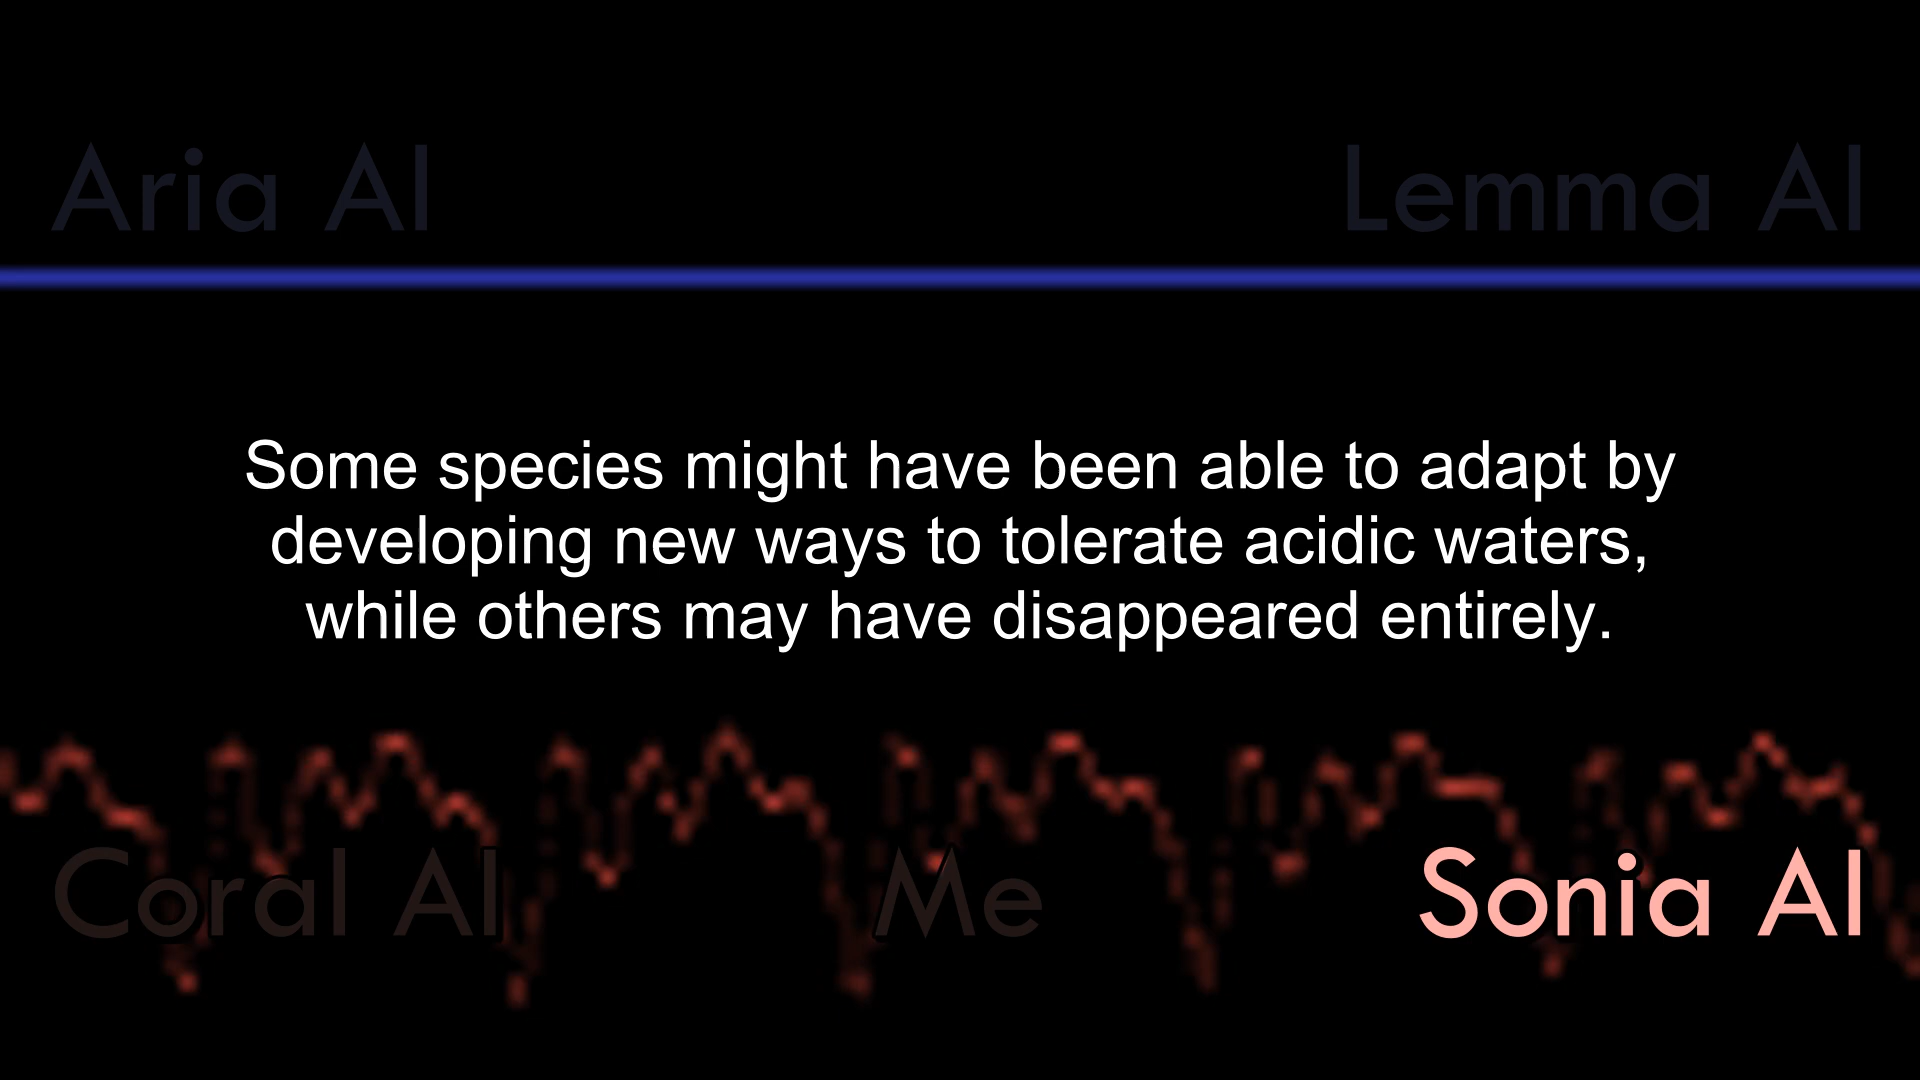 Aria AI
Lemma AI
Some species might have been able to adapt by
developing new ways to tolerate acidic waters,
while others may have disappeared entirely.
Coral AI
Me
Sonia AI